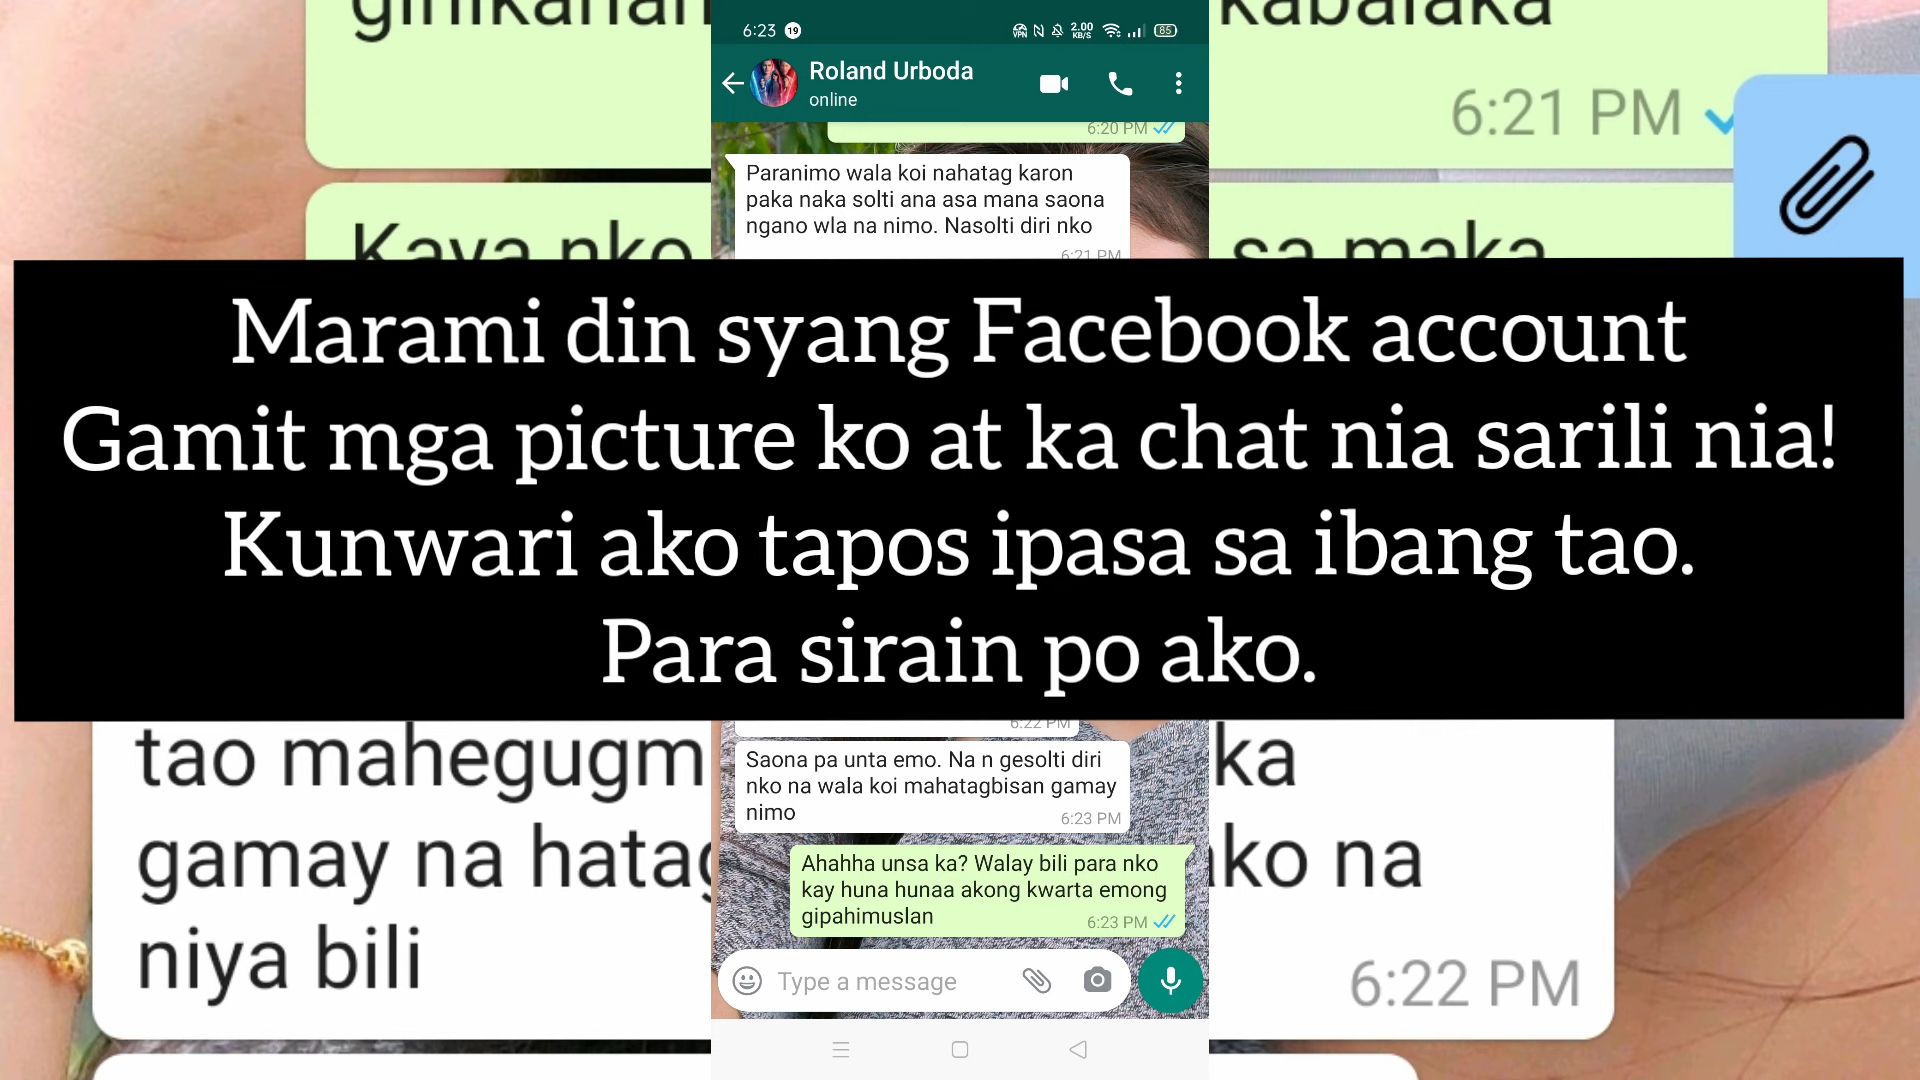 6:23 19
2.00 KB/S
85
Roland Urboda
online
6:20 PM
Paranimo wala koi nahatag karon
paka naka solti ana asa mana saona
ngano wla na nimo. Nasolti diri nko
6:21 PM
kabalaka
6:21 PM
Kaya nko
sa maka
Marami din syang Facebook account
Gamit mga picture ko at ka chat nia sarili nia!
Kunwari ako tapos ipasa sa ibang tao.
Para sirain po ako.
6:22 PM
Saona pa unta emo. Na n gesolti diri
nko na wala koi mahatagbisan gamay
nimo
6:23 PM
Ahahha unsa ka? Walay bili para nko
kay huna hunaa akong kwarta emong
gipahimuslan
6:23 PM
Type a message
tao
ka
gamay na
na
niya bili
6:22 PM